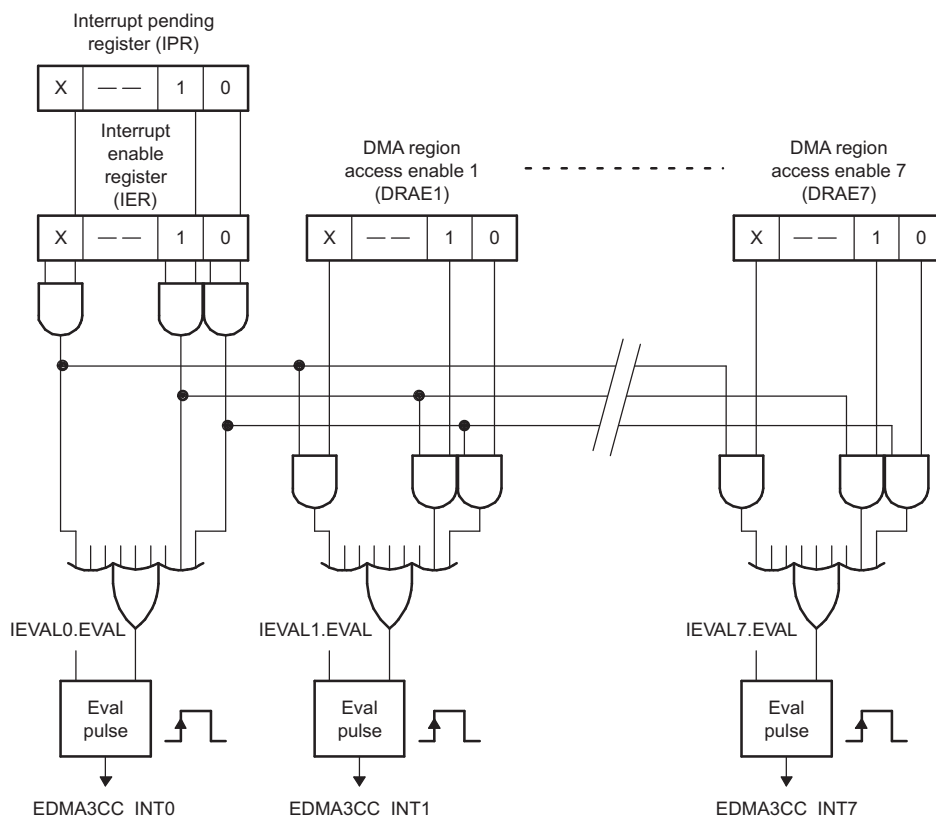 Interrupt pending
register (IPR)
X — — 1 0
Interrupt
enable
register
(IER)
X — — 1 0
DMA region
access enable 1
(DRAE1)
X — — 1 0
DMA region
access enable 7
(DRAE7)
X — — 1 0
IEVAL0.EVAL
IEVAL1.EVAL
IEVAL7.EVAL
Eval
pulse
Eval
pulse
Eval
pulse
EDMA3CC_INT0
EDMA3CC_INT1
EDMA3CC_INT7